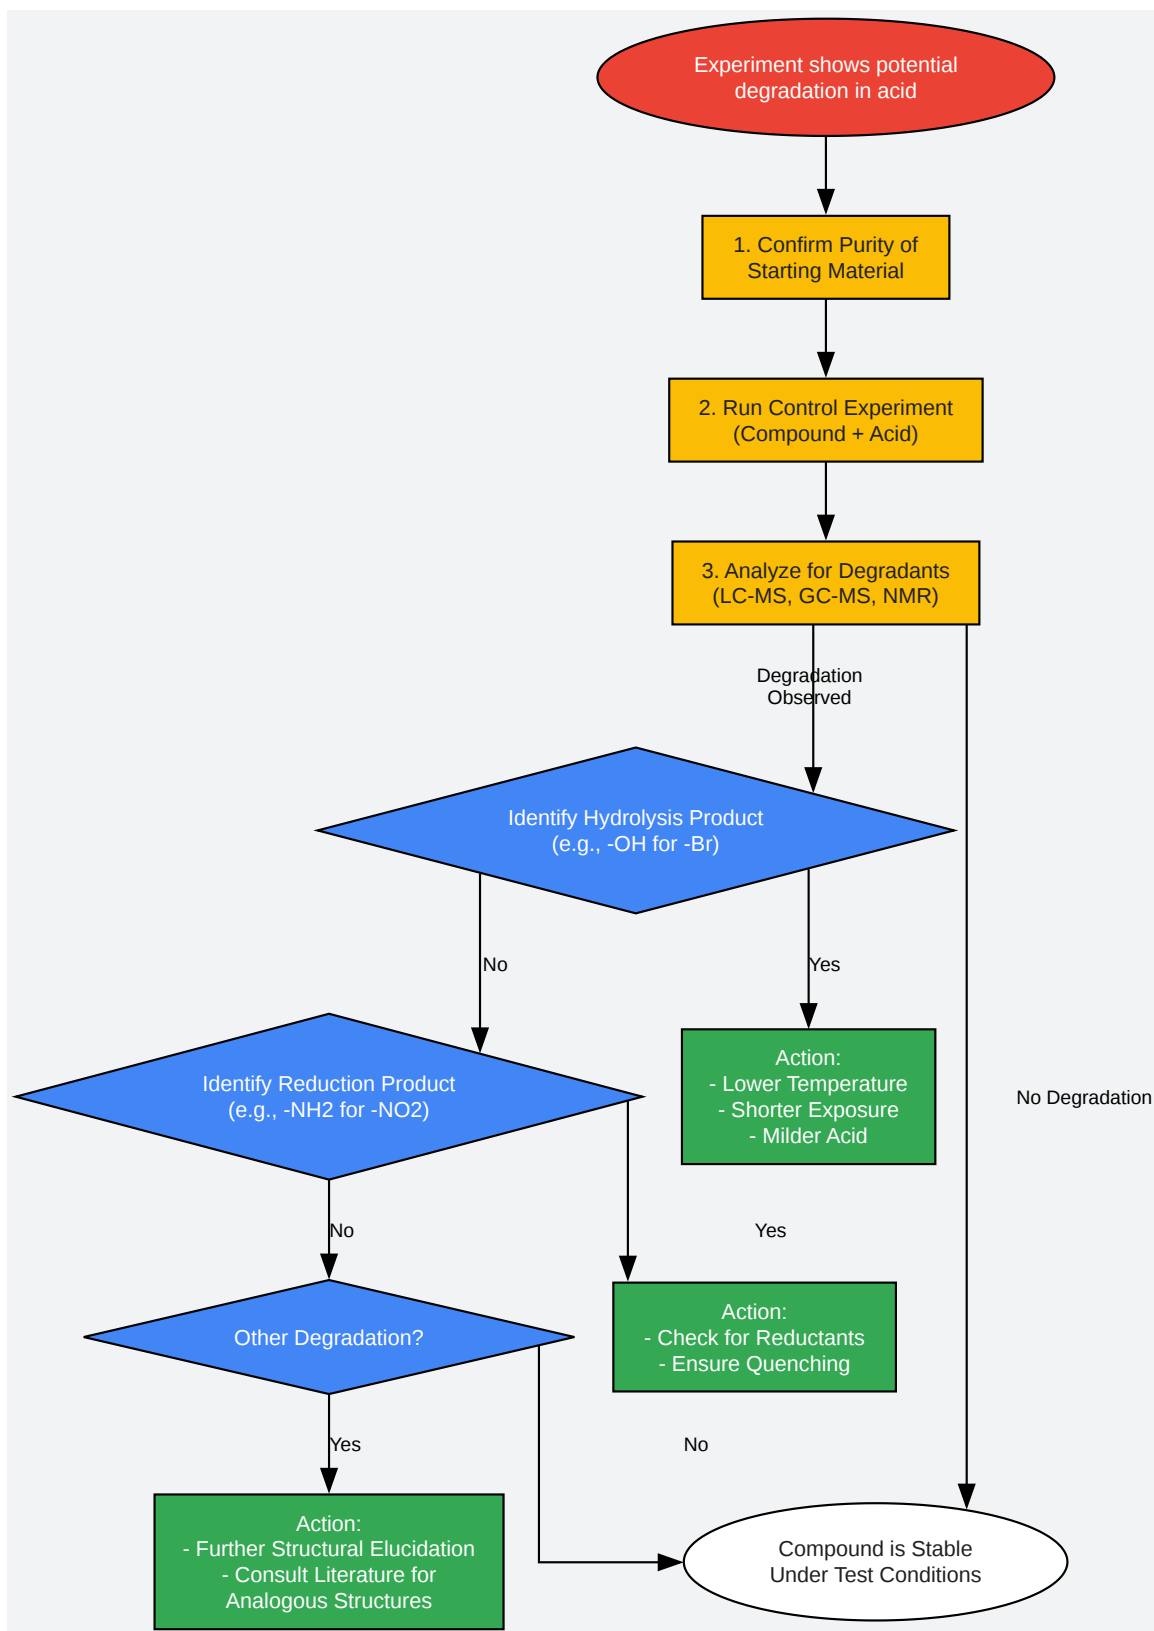 Experiment shows potential
degradation in acid
1. Confirm Purity of
Starting Material
2. Run Control Experiment
(Compound + Acid)
3. Analyze for Degradants
(LC-MS, GC-MS, NMR)
Degradation
Observed
Identify Hydrolysis Product
(e.g., -OH for -Br)
No
Yes
Action:
- Lower Temperature
- Shorter Exposure
- Milder Acid
Identify Reduction Product
(e.g., -NH2 for -NO2)
No Degradation
No
Yes
Action:
- Check for Reductants
- Ensure Quenching
Other Degradation?
Yes
No
Action:
- Further Structural Elucidation
- Consult Literature for
Analogous Structures
Compound is Stable
Under Test Conditions